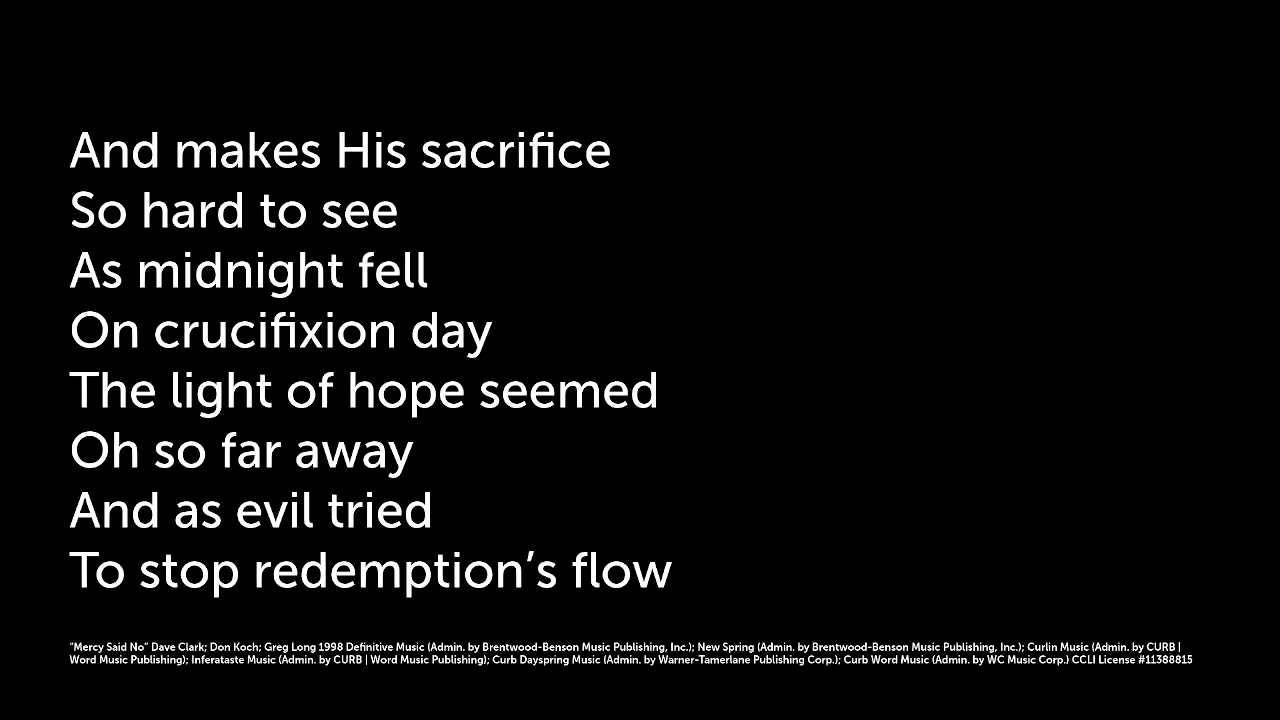 And makes His sacrifice
So hard to see
As midnight fell
On crucifixion day
The light of hope seemed
Oh so far away
And as evil tried
To stop redemption’s flow
“Mercy Said No” Dave Clark; Don Koch; Greg Long 1998 Definitive Music (Admin. by Brentwood-Benson Music Publishing, Inc.); New Spring (Admin. by Brentwood-Benson Music Publishing, Inc.); Curlin Music (Admin. by CURB |
Word Music Publishing); Inferataste Music (Admin. by CURB | Word Music Publishing); Curb Dayspring Music (Admin. by Warner-Tamerlane Publishing Corp.); Curb Word Music (Admin. by WC Music Corp.) CCLI License #11388815